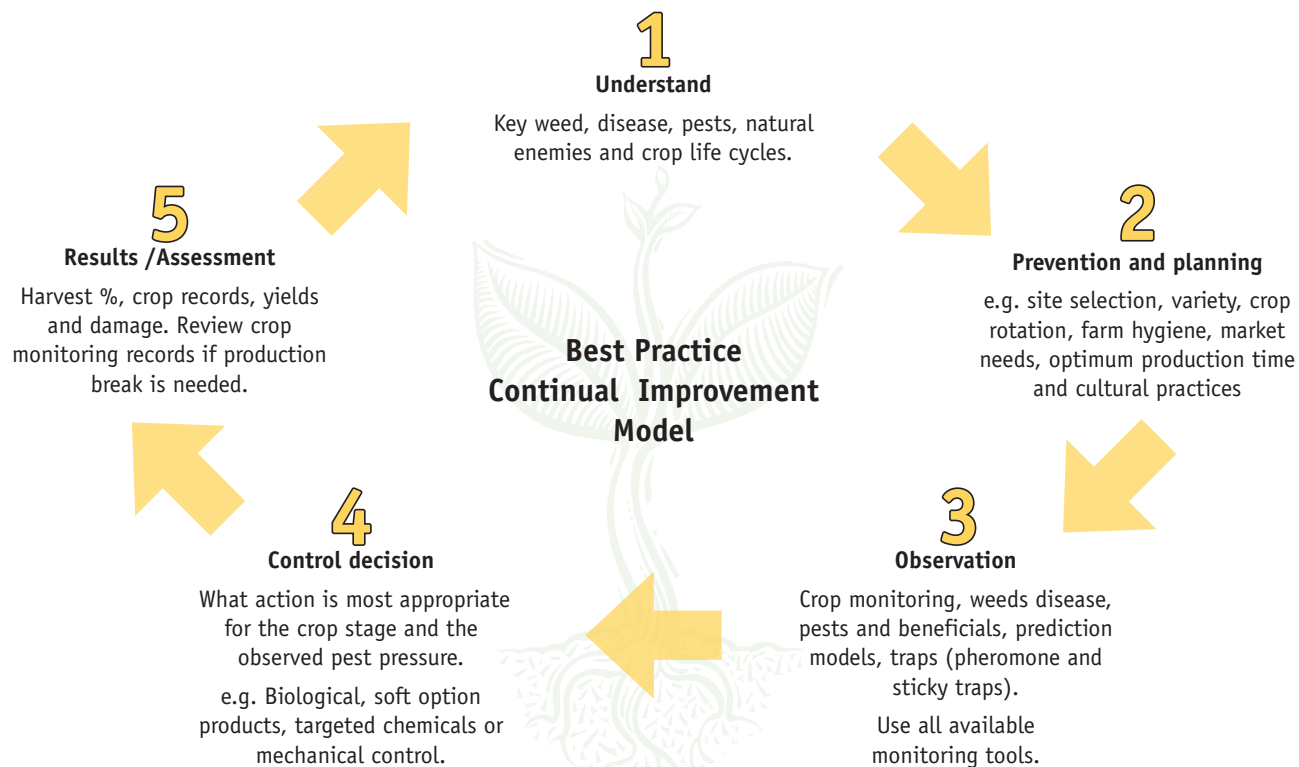 1
Understand
Key weed, disease, pests, natural
enemies and crop life cycles.
2
Prevention and planning
e.g. site selection, variety, crop
rotation, farm hygiene, market
needs, optimum production time
and cultural practices
3
Observation
Crop monitoring, weeds disease,
pests and beneficials, prediction
models, traps (pheromone and
sticky traps).
Use all available
monitoring tools.
4
Control decision
What action is most appropriate
for the crop stage and the
observed pest pressure.
e.g. Biological, soft option
products, targeted chemicals or
mechanical control.
5
Results /Assessment
Harvest %, crop records, yields
and damage. Review crop
monitoring records if production
break is needed.
Best Practice
Continual Improvement
Model